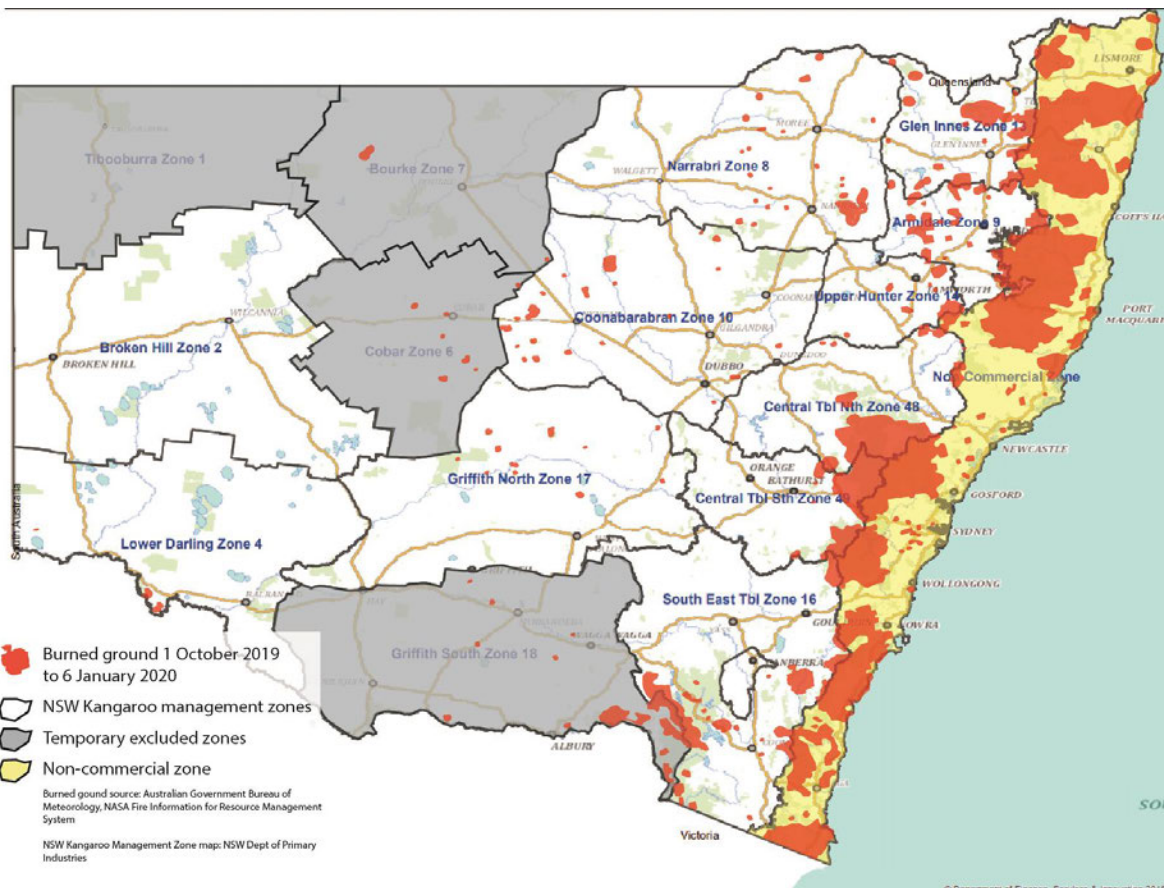 LISMORE
Queensland
Glen Innes Zone 13
GLEN INNES
MOREE
Tibooburra Zone 1
Bourke Zone 7
WALGETT
Narrabri Zone 8
Armidale Zone 9
PORT
MACQUARIE
Upper Hunter Zone 14
Coonabarabran Zone 10
GILGANDRA
WILCANNIA
Broken Hill Zone 2
BROKEN HILL
Cobar Zone 6
DUNEDOO
DUBBO
Non Commercial Zone
Central Tbl Nth Zone 48
NEWCASTLE
ORANGE
BATHURST
Griffith North Zone 17
Central Tbl Sth Zone 49
GOSFORD
SYDNEY
South Australia
Lower Darling Zone 4
WOLLONGONG
South East Tbl Zone 16
NOWRA
CANBERRA
WAGGA WAGGA
Griffith South Zone 18
ALBURY
Victoria
Burned ground 1 October 2019
to 6 January 2020
NSW Kangaroo management zones
Temporary excluded zones
Non-commercial zone
Burned gound source: Australian Government Bureau of
Meteorology, NASA Fire Information for Resource Management
System
NSW Kangaroo Management Zone map: NSW Dept of Primary
Industries